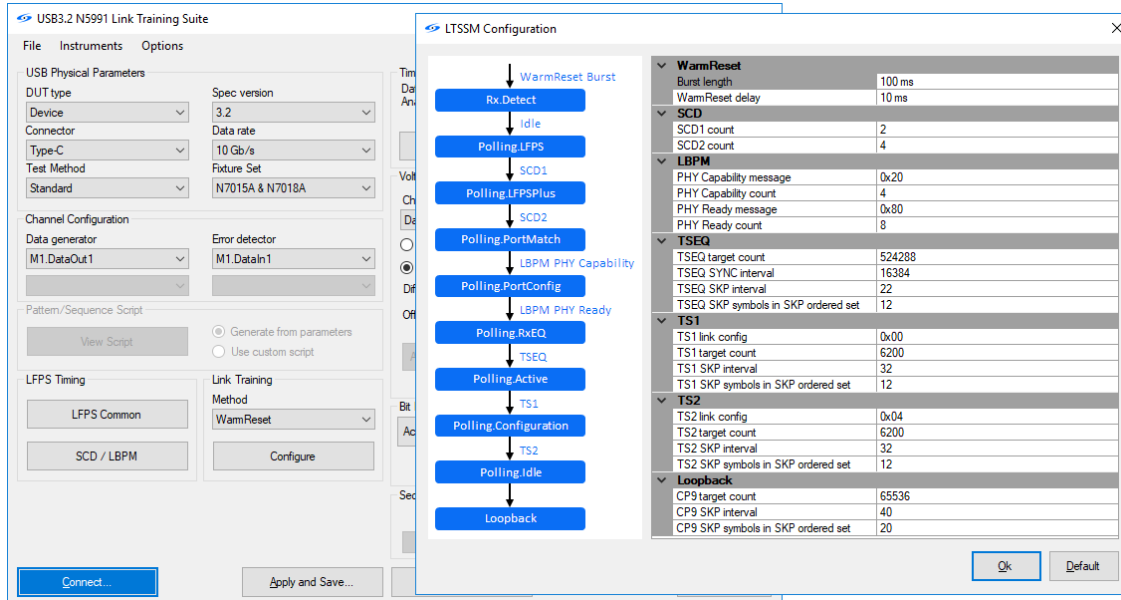 USB3.2 N5991 Link Training Suite
File Instruments Options
USB Physical Parameters
DUT type Spec version
Device 3.2
Connector Data rate
Type-C 10 Gb/s
Test Method Fixture Set
Standard N7015A & N7018A
Channel Configuration
Data generator Error detector
M1.DataOut1 M1.DataIn1
Pattern/Sequence Script
View Script
Generate from parameters
Use custom script
LFPS Timing
LFPS Common
SCD / LBPM
Link Training
Method
WarmReset
Configure
Connect...
Apply and Save...
Bit
LTSSM Configuration
WarmReset Burst
Rx.Detect
Idle
Polling.LFPS
SCD1
Polling.LFPSPlus
SCD2
Polling.PortMatch
LBPM PHY Capability
Polling.PortConfig
LBPM PHY Ready
Polling.RxEQ
TSEQ
Polling.Active
TS1
Polling.Configuration
TS2
Polling.Idle
Loopback
WarmReset
Burst length 100 ms
WarmReset delay 10 ms
SCD
SCD1 count 2
SCD2 count 4
LBPM
PHY Capability message 0x20
PHY Capability count 4
PHY Ready message 0x80
PHY Ready count 8
TSEQ
TSEQ target count 524288
TSEQ SYNC interval 16384
TSEQ SKP interval 22
TSEQ SKP symbols in SKP ordered set 12
TS1
TS1 link config 0x00
TS1 target count 6200
TS1 SKP interval 32
TS1 SKP symbols in SKP ordered set 12
TS2
TS2 link config 0x04
TS2 target count 6200
TS2 SKP interval 32
TS2 SKP symbols in SKP ordered set 12
Loopback
CP9 target count 65536
CP9 SKP interval 40
CP9 SKP symbols in SKP ordered set 20
Ok
Default